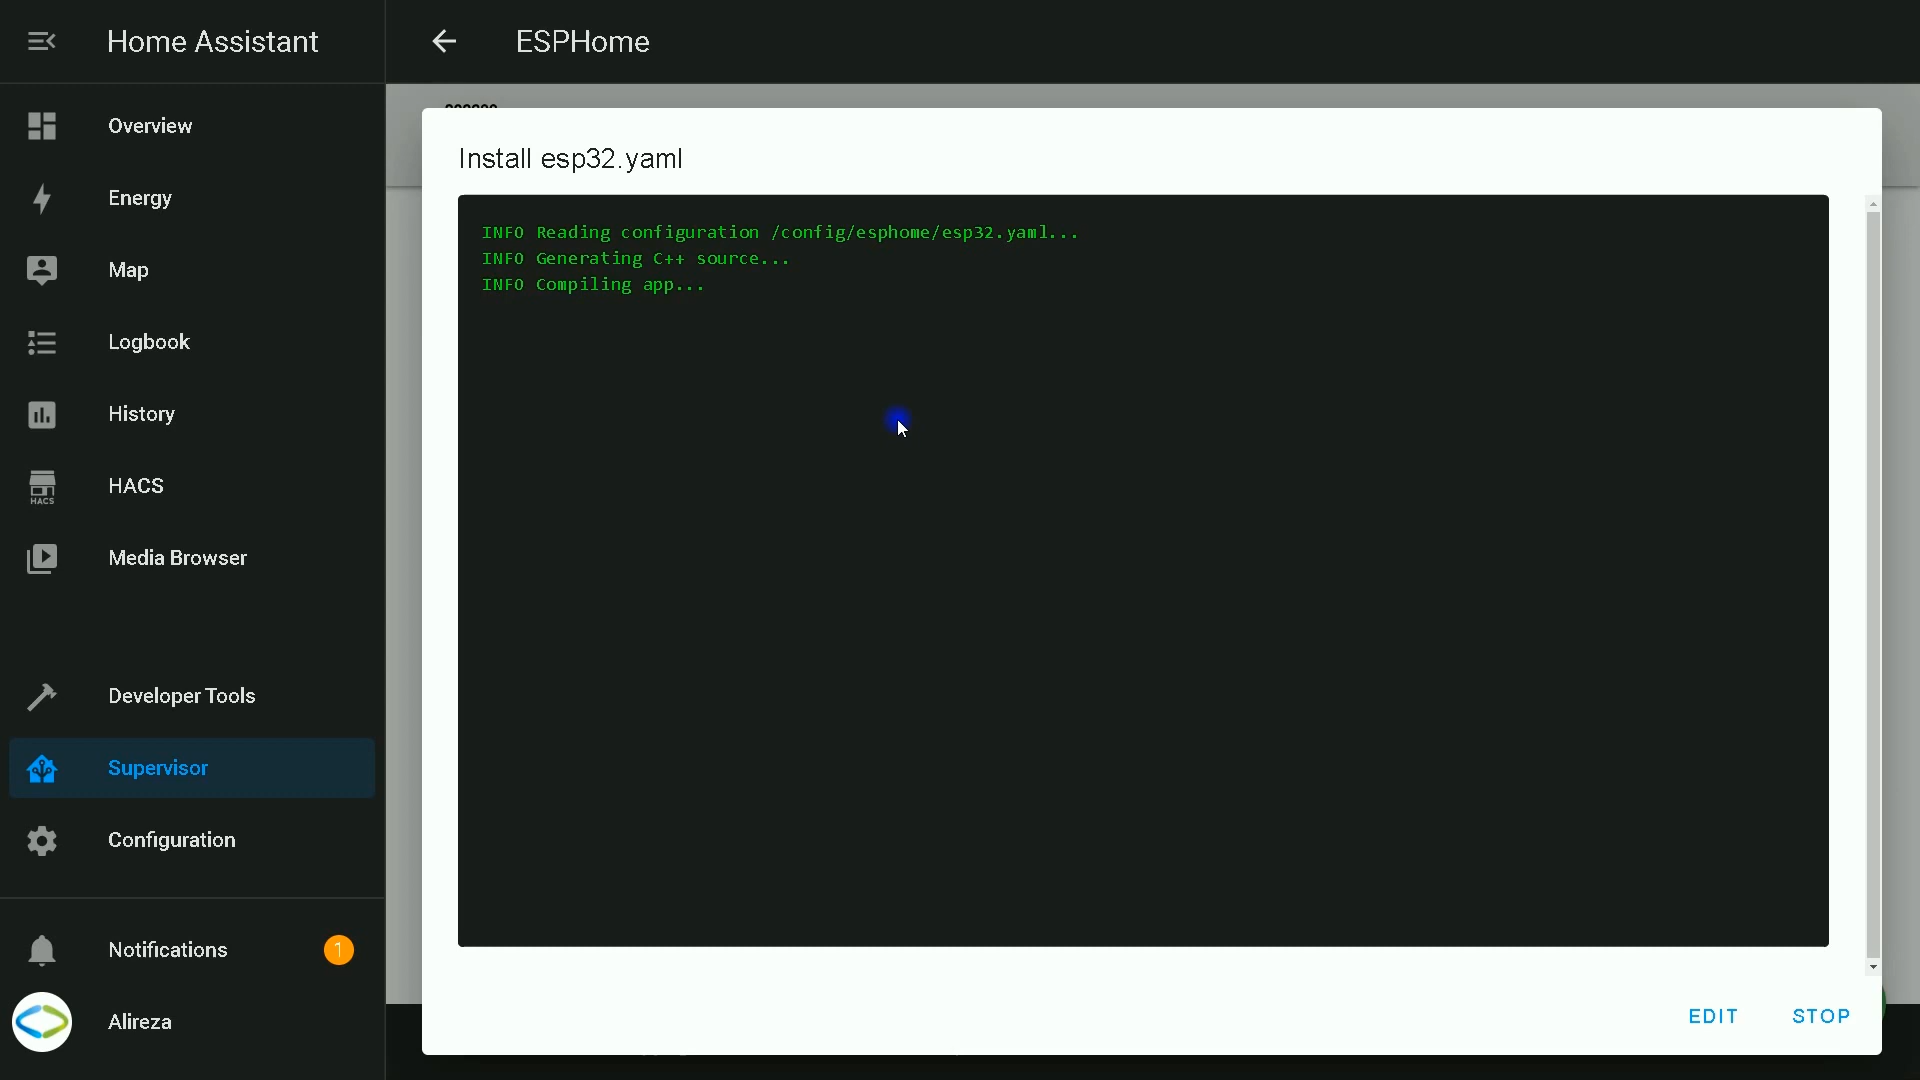 Home Assistant
ESPHome
Overview
Energy
Map
Logbook
History
HACS
HACS
Media Browser
Developer Tools
Supervisor
Configuration
Notifications
1
Alireza
Install esp32.yaml
INFO Reading configuration /config/esphome/esp32.yaml...
INFO Generating C++ source...
INFO Compiling app...
EDIT
STOP